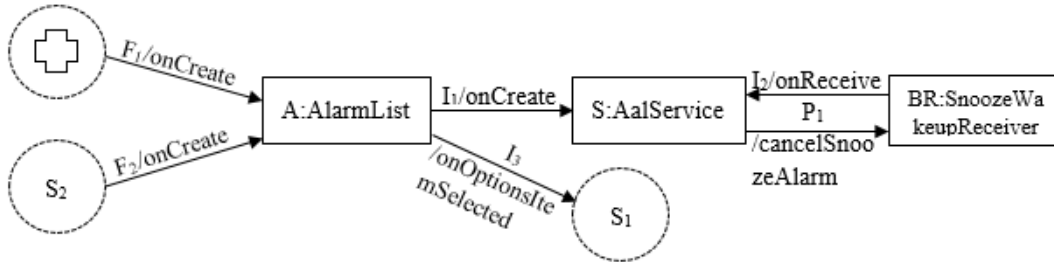 F1/onCreate
A:AlarmList
I1/onCreate
S:AalService
I2/onReceive
P1
/cancelSnoo
zeAlarm
BR:SnoozeWa
keupReceiver
S2
F2/onCreate
I3
/onOptionsIte
mSelected
S1